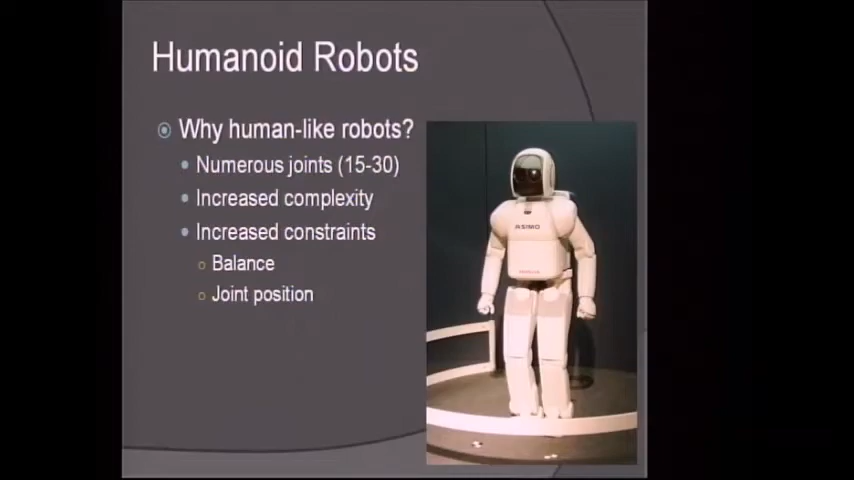 Humanoid Robots
Why human-like robots?
Numerous joints (15-30)
Increased complexity
Increased constraints
Balance
Joint position
ASIMO